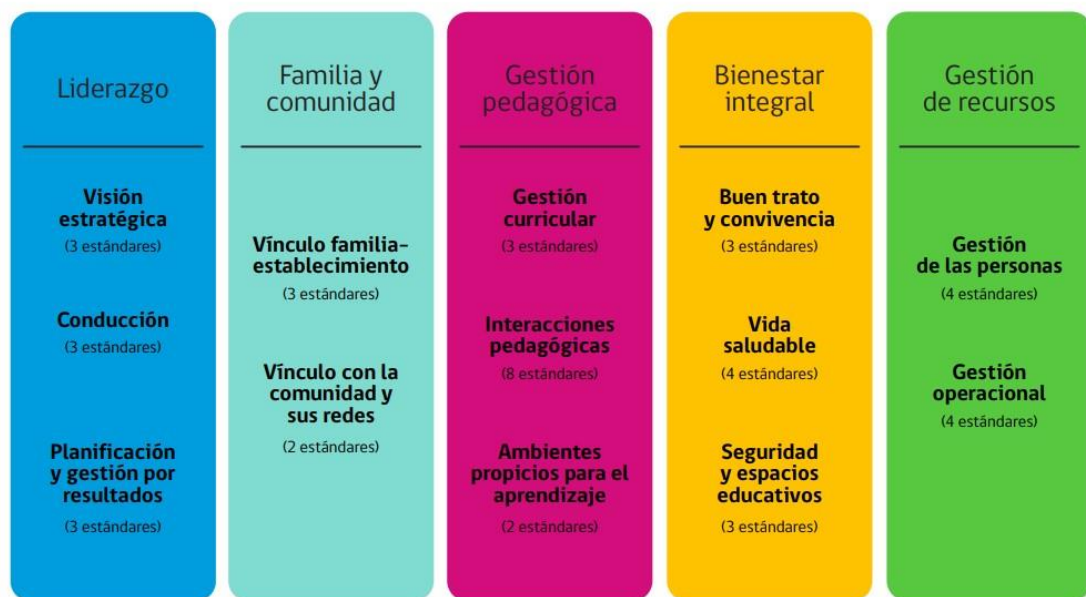 Liderazgo
Visión
estratégica
(3 estándares)
Conducción
(3 estándares)
Planificación
y gestión por
resultados
(3 estándares)
Familia y
comunidad
Vínculo familia–
establecimiento
(3 estándares)
Vínculo con la
comunidad y
sus redes
(2 estándares)
Gestión
pedagógica
Gestión
curricular
(3 estándares)
Interacciones
pedagógicas
(8 estándares)
Ambientes
propicios para el
aprendizaje
(2 estándares)
Bienestar
integral
Buen trato
y convivencia
(3 estándares)
Vida
saludable
(4 estándares)
Seguridad
y espacios
educativos
(3 estándares)
Gestión
de recursos
Gestión
de las personas
(4 estándares)
Gestión
operacional
(4 estándares)